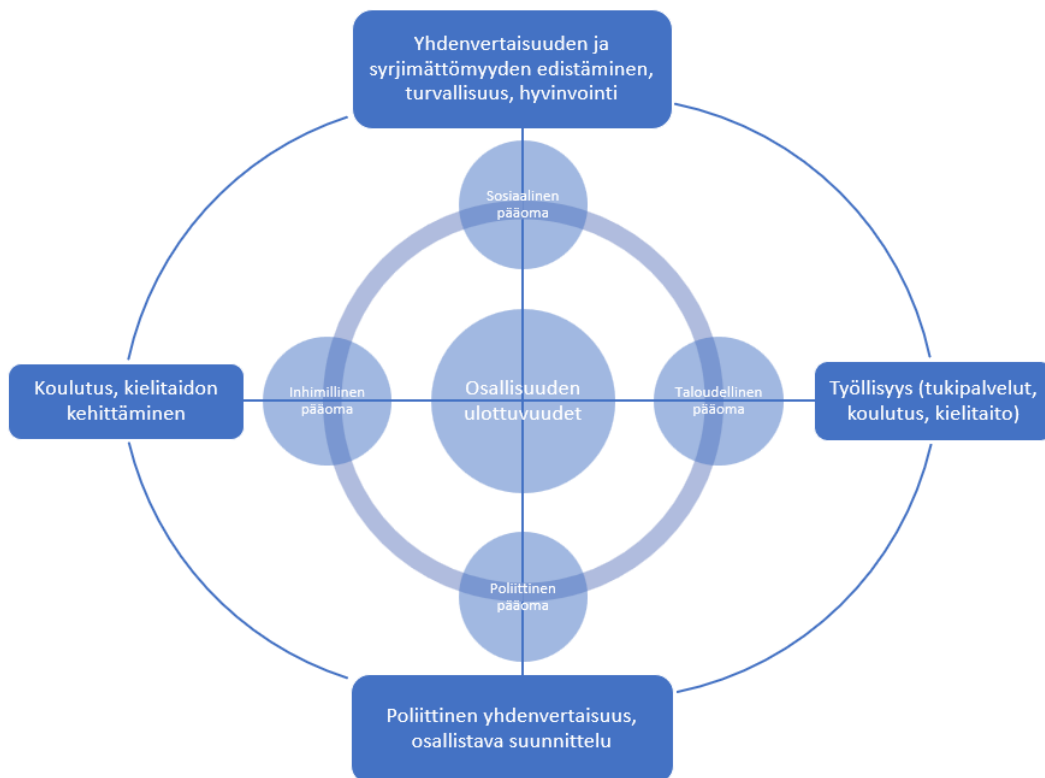 Yhdenvertaisuuden ja
syrjimättömyyden edistäminen,
turvallisuus, hyvinvointi
Sosiaalinen
pääoma
Koulutus, kielitaidon
kehittäminen
Inhimillinen
pääoma
Osallisuuden
ulottuvuudet
Taloudellinen
pääoma
Työllisyys (tukipalvelut,
koulutus, kielitaito)
Poliittinen
pääoma
Poliittinen yhdenvertaisuus,
osallistava suunnittelu